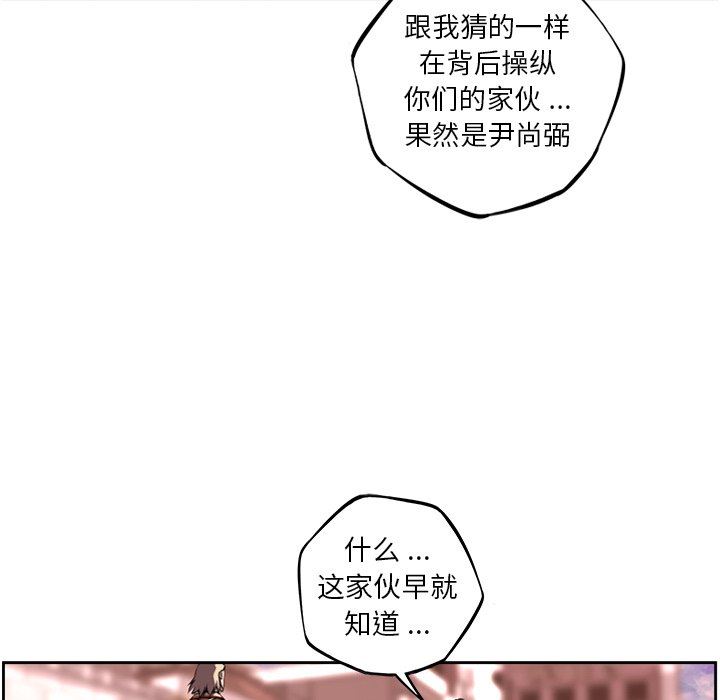 跟我猜的一样
在背后操纵
你们的家伙 ...
果然是尹尚弼
什么 ...
这家伙早就
知道 ...